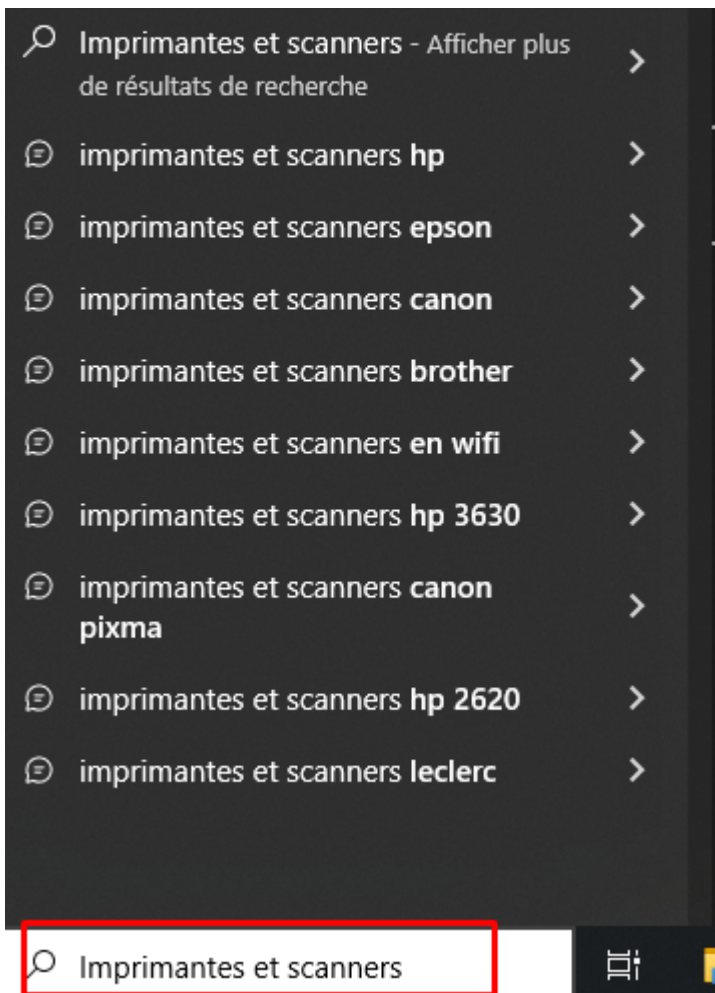 Imprimantes et scanners - Afficher plus
de résultats de recherche
imprimantes et scanners hp
imprimantes et scanners epson
imprimantes et scanners canon
imprimantes et scanners brother
imprimantes et scanners en wifi
imprimantes et scanners hp 3630
imprimantes et scanners canon
pixma
imprimantes et scanners hp 2620
imprimantes et scanners leclerc
Imprimantes et scanners